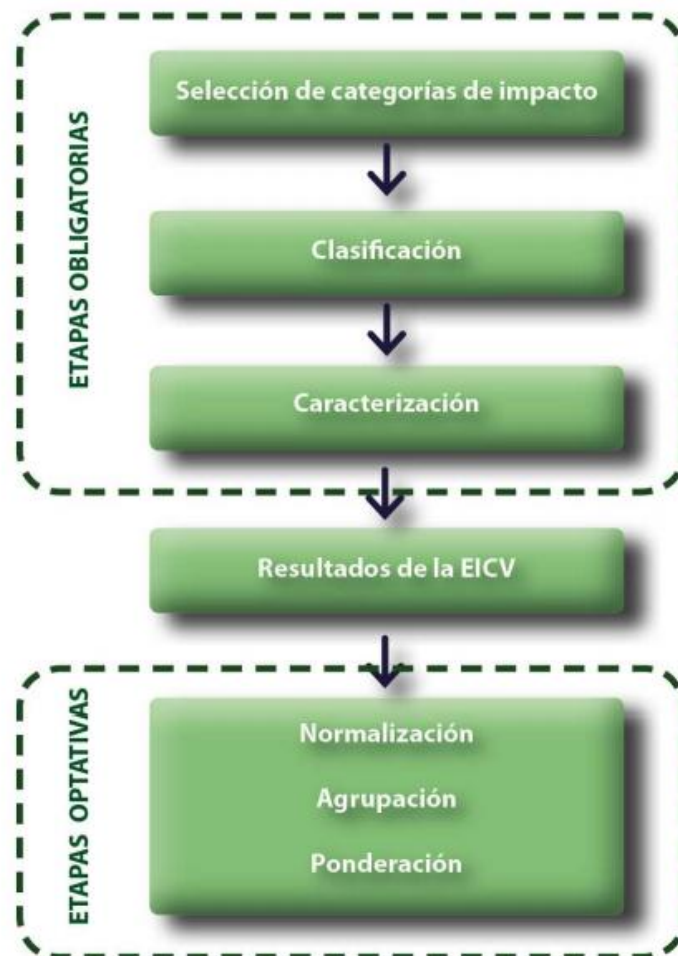 ETAPAS OBLIGATORIAS
Selección de categorías de impacto
Clasificación
Caracterización
Resultados de la EICV
ETAPAS OPTATIVAS
Normalización
Agrupación
Ponderación